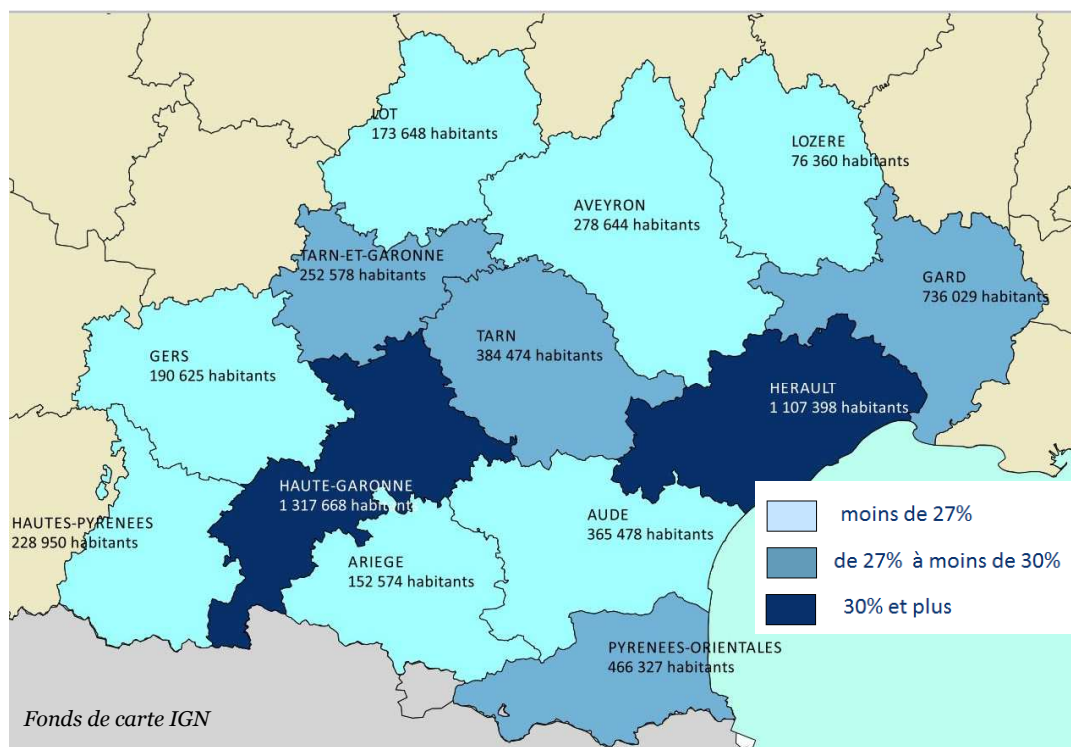 LOT
173 648 habitants
LOZERE
76 360 habitants
AVEYRON
278 644 habitants
TARN-ET-GARONNE
252 578 habitants
GARD
736 029 habitants
TARN
384 474 habitants
GERS
190 625 habitants
HERAULT
1 107 398 habitants
HAUTE-GARONNE
1 317 668 habitant
HAUTES-PYRENEES
228 950 habitants
AUDE
365 478 habitants
ARIEGE
152 574 habitants
PYRENEES-ORIENTALES
466 327 habitants
moins de 27%
de 27% à moins de 30%
30% et plus
Fonds de carte IGN